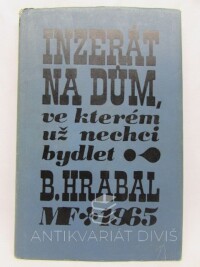 INZERÁT
NA DŮM,
ve kterém
už nechci
bydlet
B. HRABAL
MF 1965
ANTIKVARIÁT DIVIŠ